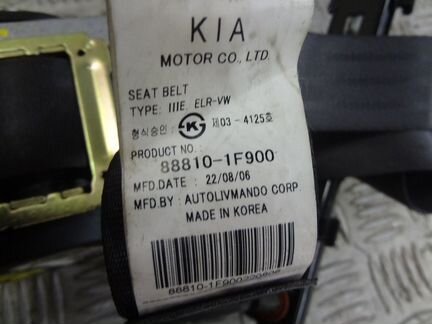 KIA
MOTOR CO., LTD.
SEAT BELT
TYPE: IIIE. ELR-VW
형식승인: K 제03-4125호
PRODUCT NO.:
88810-1F900
MFD.DATE : 22/08/06
MFD.BY : AUTOLIVMANDO CORP
MADE IN KOREA
88810-1F900220806